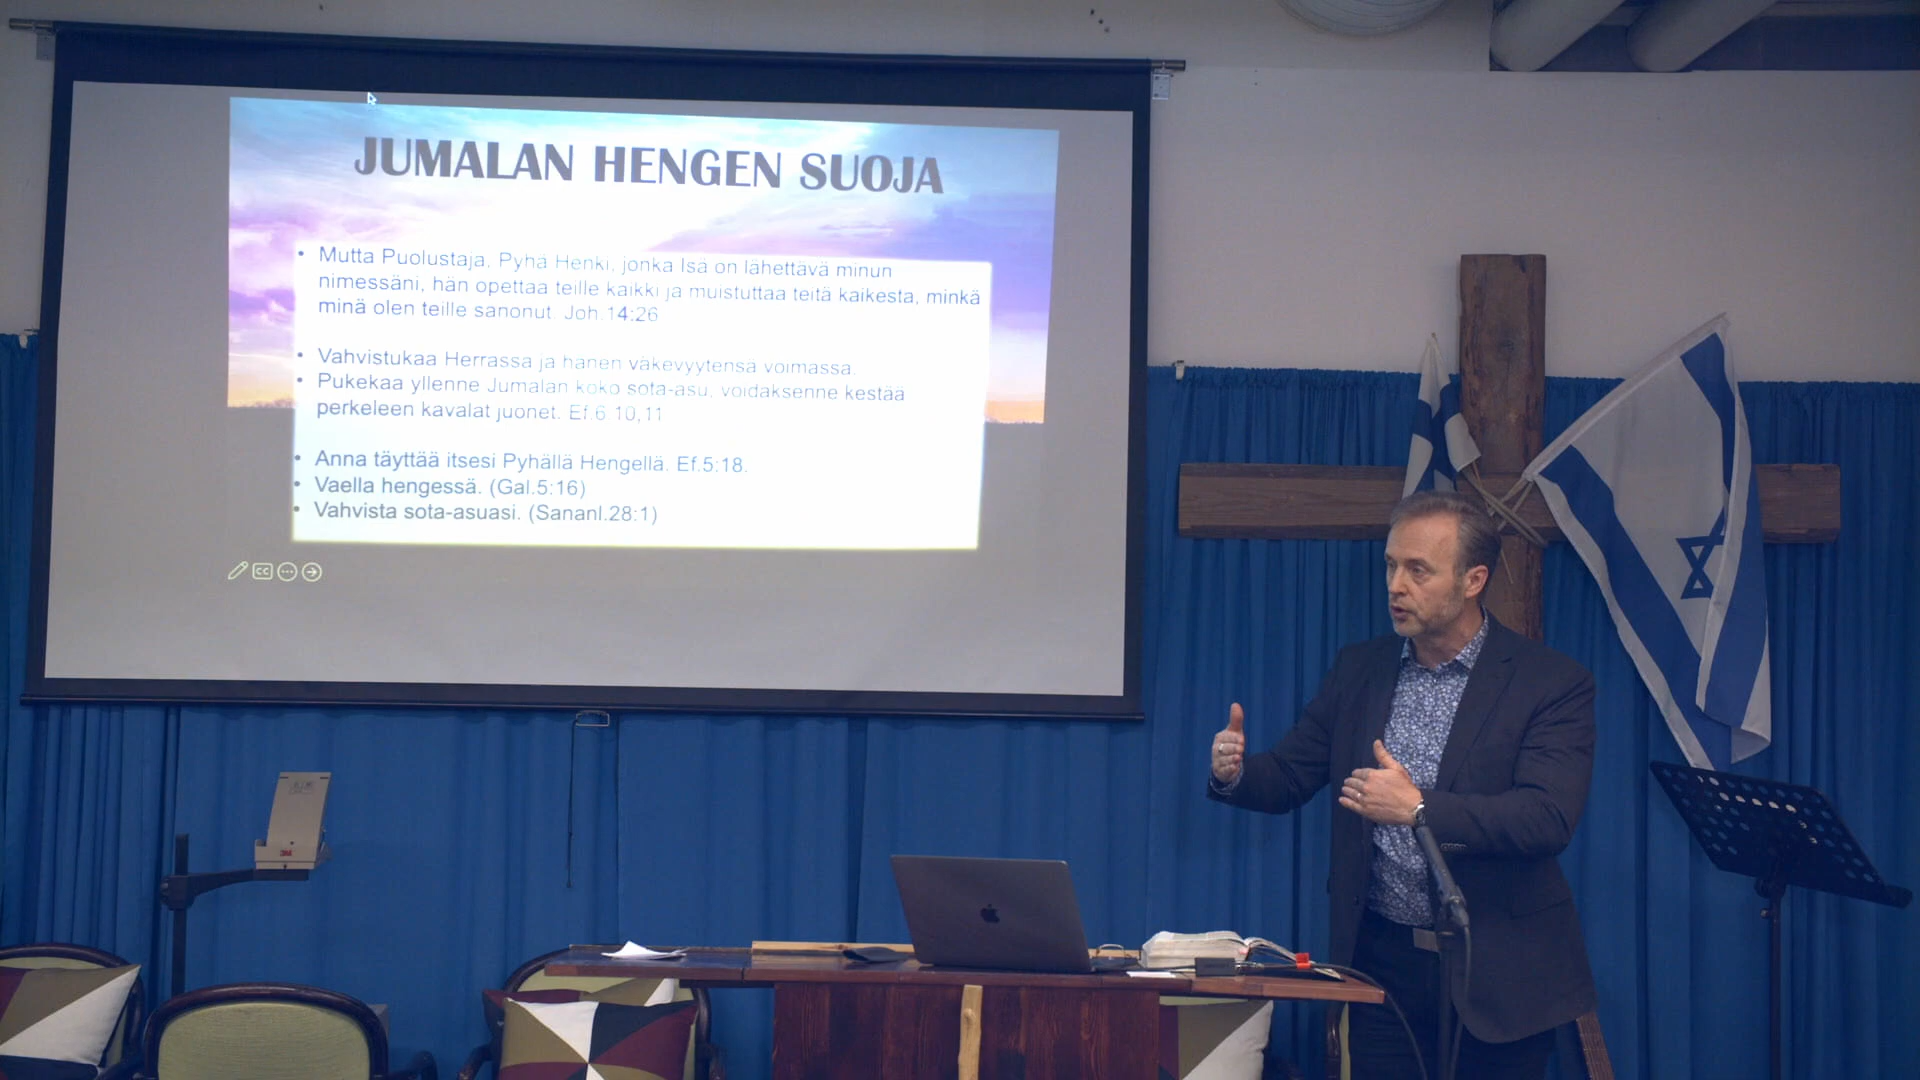 JUMALAN HENGEN SUOJA
• Mutta Puolustaja, Pyhä Henki, jonka Isä on lähettävä minun
nimessäni, hän opettaa teille kaikki ja muistuttaa teitä kaikesta, minkä
minä olen teille sanonut. Joh.14:26
• Vahvistukaa Herrassa ja hänen väkevyytensä voimassa.
• Pukekaa yllenne Jumalan koko sota-asu, voidaksenne kestää
perkeleen kavalat juonet. Ef.6:10,11
• Anna täyttää itsesi Pyhällä Hengellä. Ef.5:18.
• Vaella hengessä. (Gal.5:16)
• Vahvista sota-asuasi. (Sananl.28:1)
CC
3M